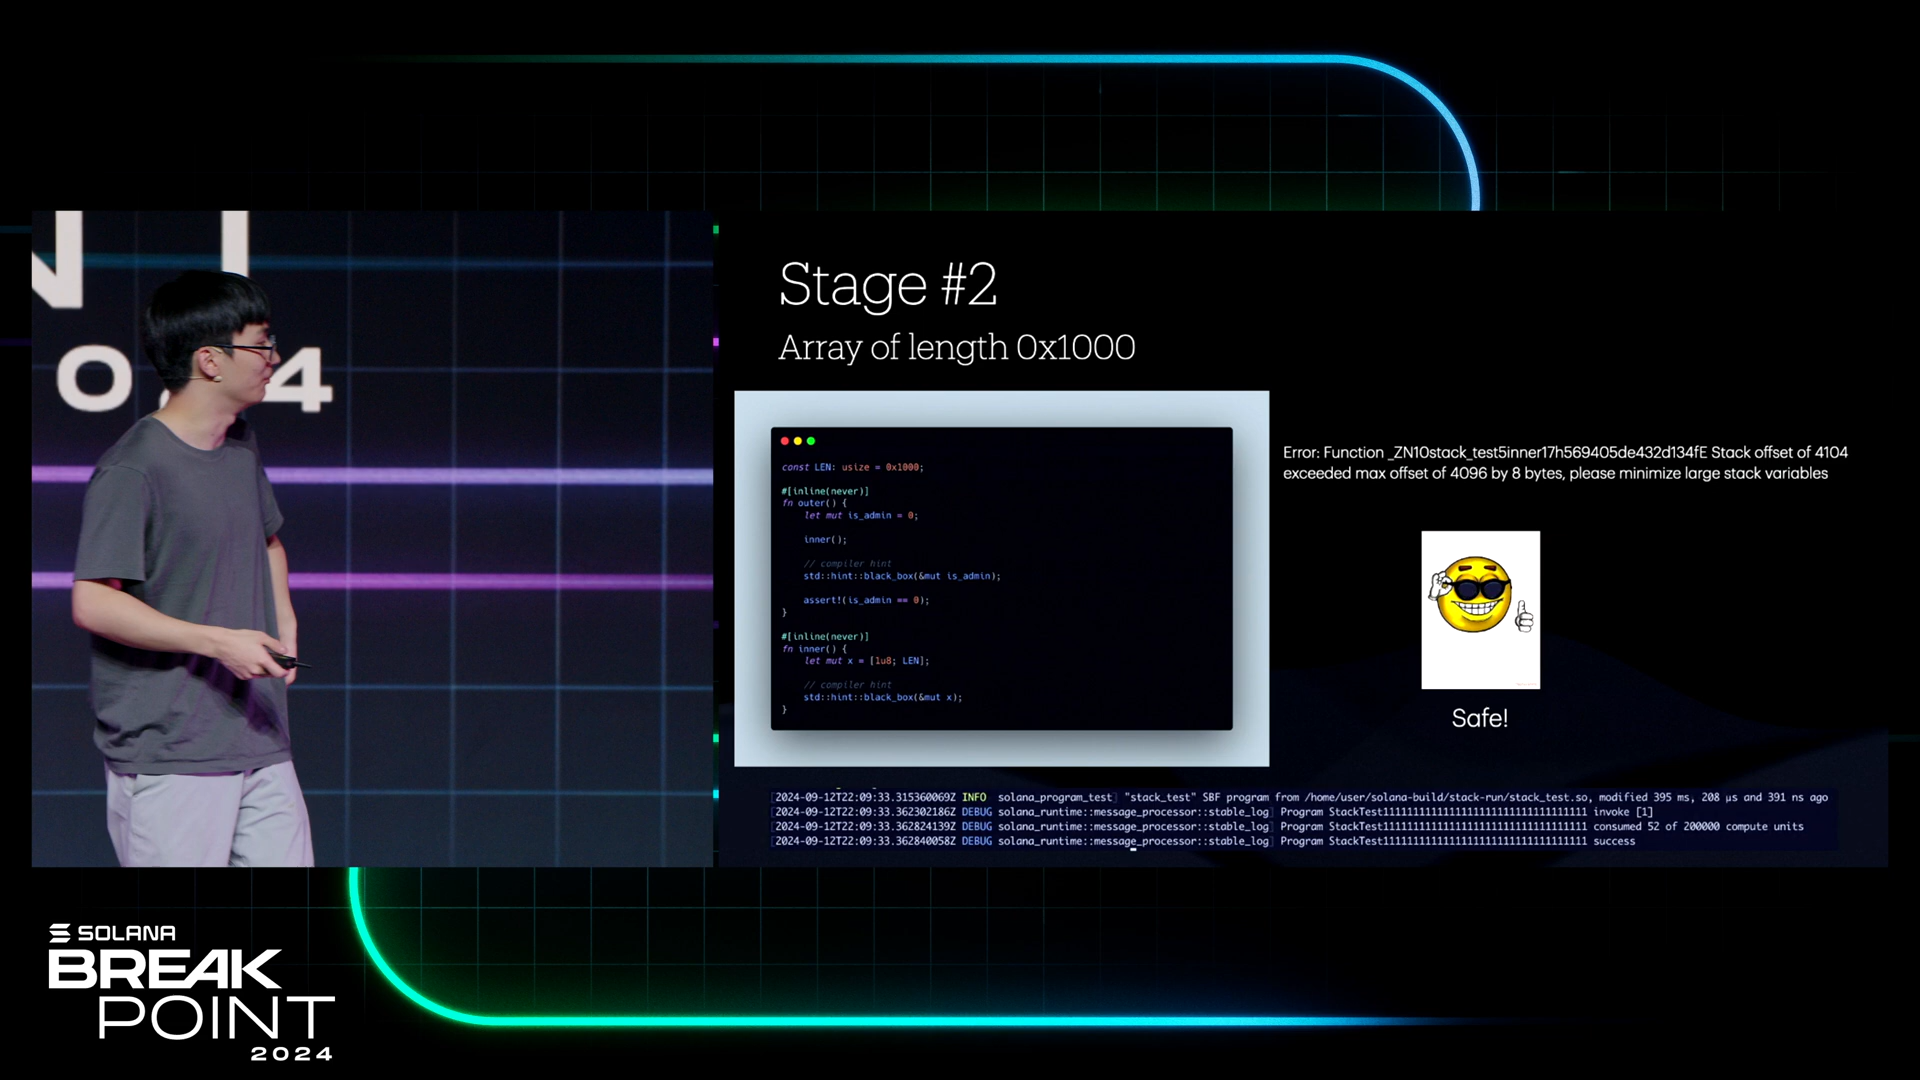 N T
0 4
Stage #2
Array of length 0x1000
const LEN: usize = 0x1000;
#[inline(never)]
fn outer() {
let mut is_admin = 0;
inner();
// compiler hint
std::hint::black_box(&mut is_admin);
assert!(is_admin == 0);
}
#[inline(never)]
fn inner() {
let mut x = [1u8; LEN];
// compiler hint
std::hint::black_box(&mut x);
}
Error: Function _ZN10stack_test5inner17h569405de432d134fE Stack offset of 4104
exceeded max offset of 4096 by 8 bytes, please minimize large stack variables
Safe!
[2024-09-12T22:09:33.315360069Z INFO solana_program_test] "stack_test" SBF program from /home/user/solana-build/stack-run/stack_test.so, modified 395 ms, 208 µs and 391 ns ago
[2024-09-12T22:09:33.362302186Z DEBUG solana_runtime::message_processor::stable_log] Program StackTest1111111111111111111111111111111111 invoke [1]
[2024-09-12T22:09:33.362824139Z DEBUG solana_runtime::message_processor::stable_log] Program StackTest1111111111111111111111111111111111 consumed 52 of 200000 compute units
[2024-09-12T22:09:33.362840058Z DEBUG solana_runtime::message_processor::stable_log] Program StackTest1111111111111111111111111111111111 success
SOLANA
BREAK
POINT
2024